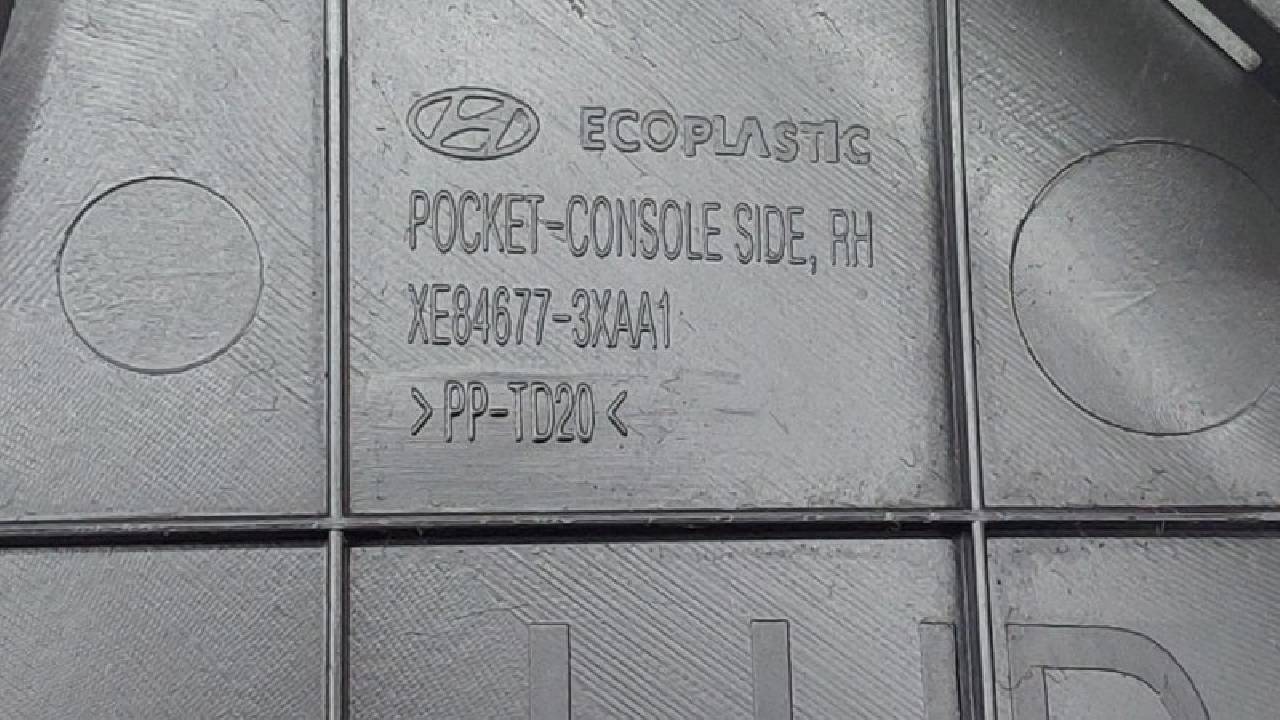 ECOPLASTIC
POCKET-CONSOLE SIDE, RH
XE84677-3XAA1
>PP-TD20<